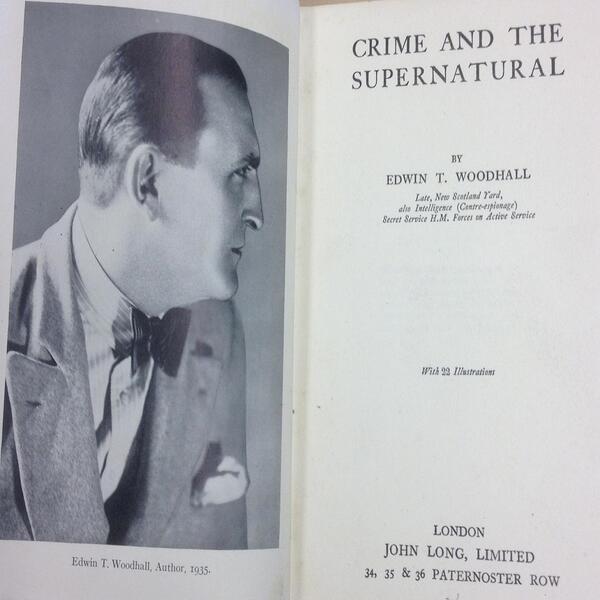 Edwin T. Woodhall, Author, 1935.
CRIME AND THE
SUPERNATURAL
BY
EDWIN T. WOODHALL
Late, New Scotland Yard,
also Intelligence (Contre-espionage)
Secret Service H.M. Forces on Active Service
With 22 Illustrations
LONDON
JOHN LONG, LIMITED
34, 35 & 36 PATERNOSTER ROW